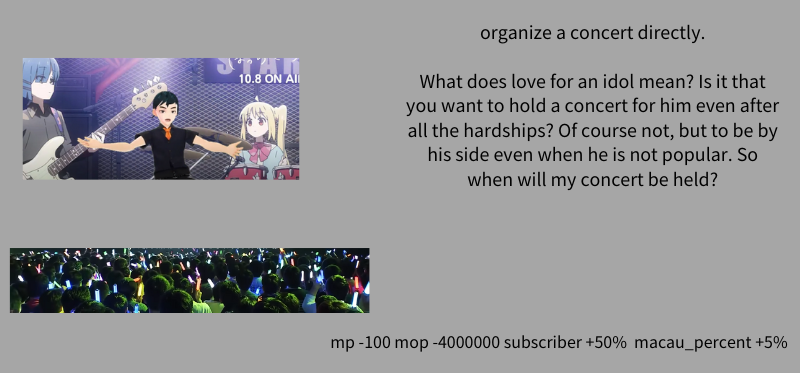 organize a concert directly.
STAR
10.8 ON AI
What does love for an idol mean? Is it that
you want to hold a concert for him even after
all the hardships? Of course not, but to be by
his side even when he is not popular. So
when will my concert be held?
mp -100 mop -4000000 subscriber +50%  macau_percent +5%